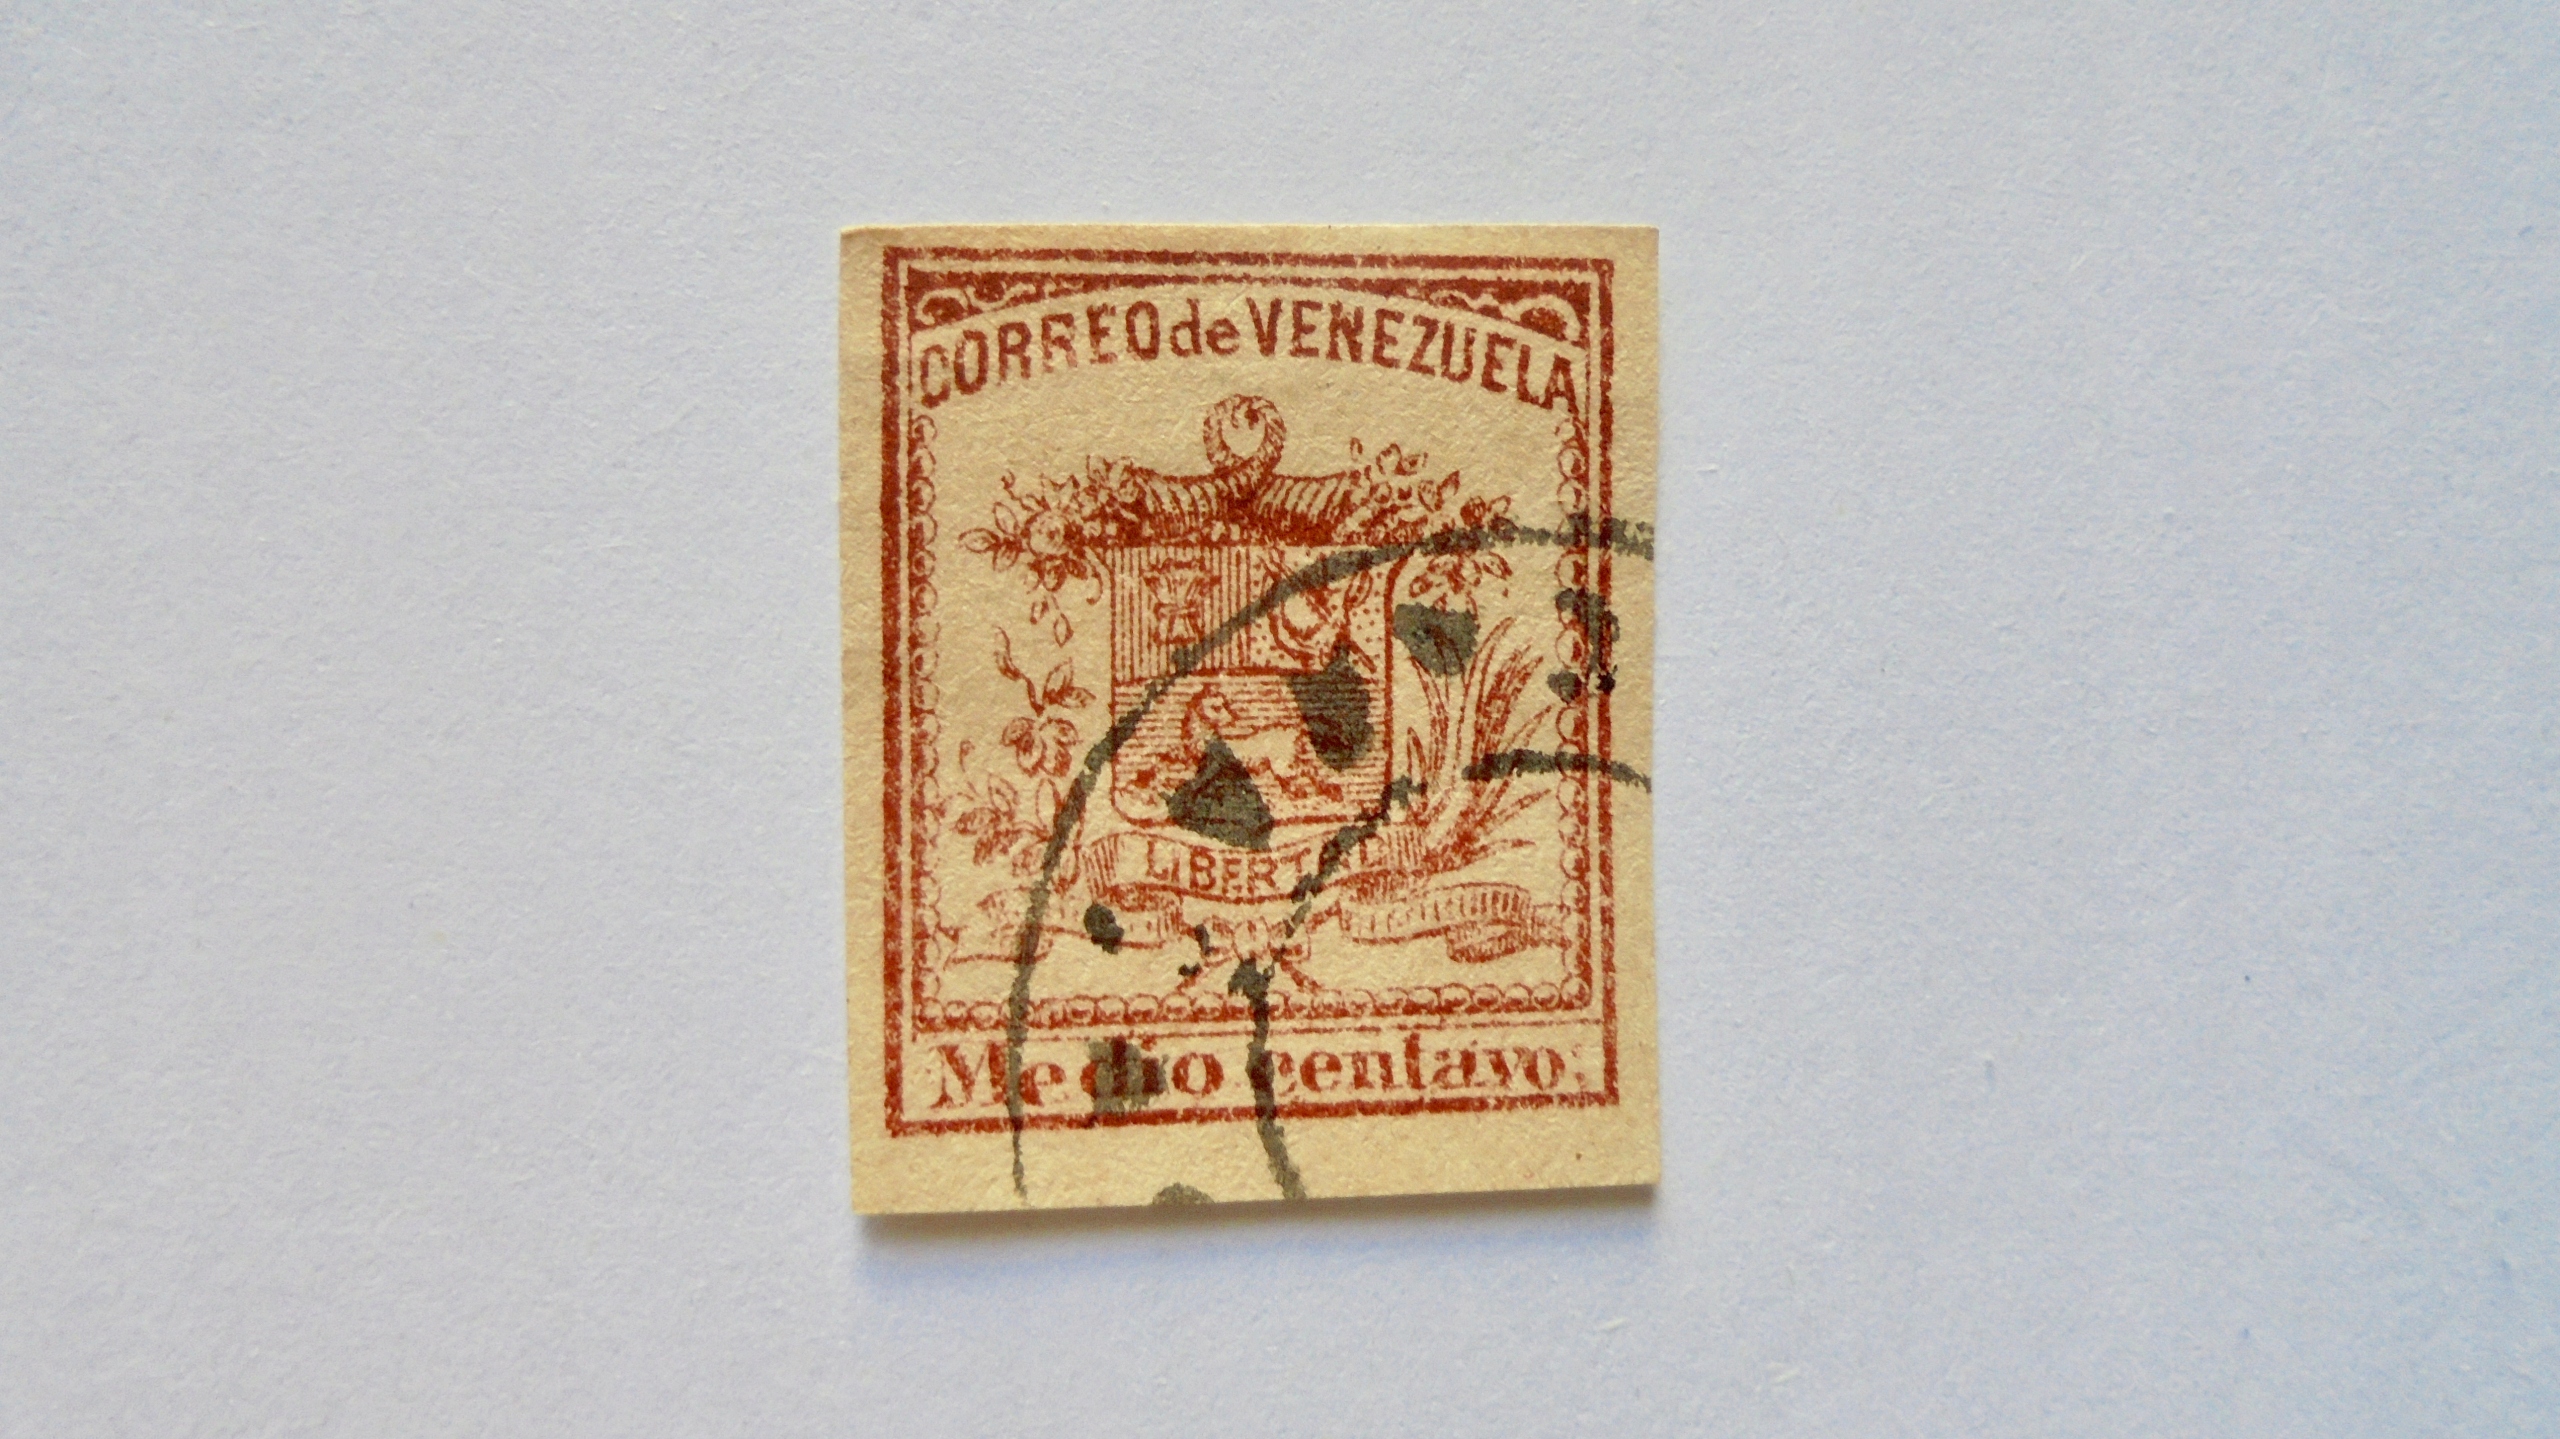 CORREO de VENEZUELA
LIBERTAD
Medio centavo.